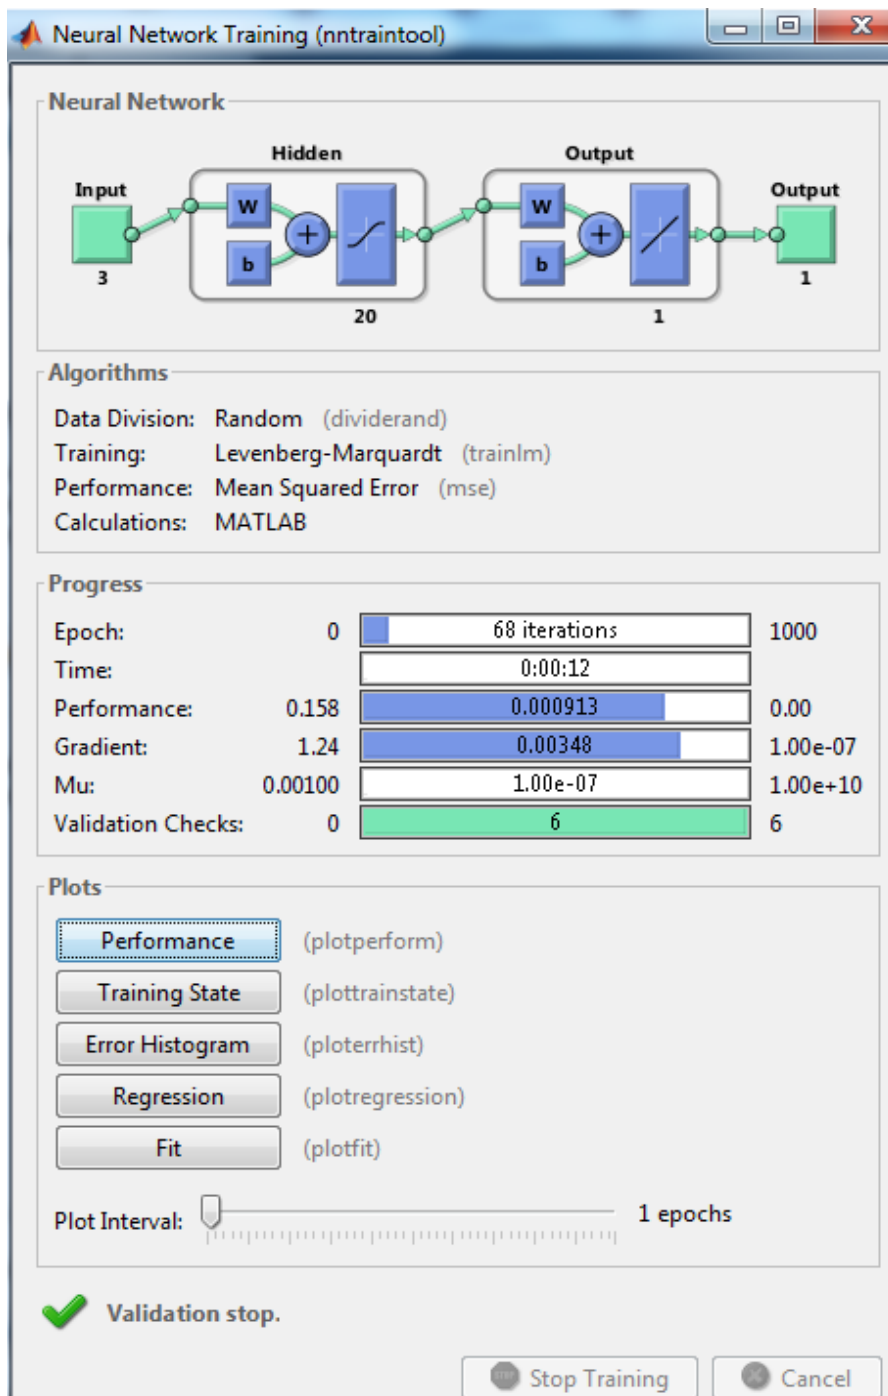 Neural Network Training (nntraintool)
Neural Network
Hidden
Output
Input
Output
W
W
b
b
3
20
1
1
Algorithms
Data Division: Random (dividerand)
Training: Levenberg-Marquardt (trainlm)
Performance: Mean Squared Error (mse)
Calculations: MATLAB
Progress
Epoch: 0 68 iterations 1000
Time: 0:00:12
Performance: 0.158 0.000913 0.00
Gradient: 1.24 0.00348 1.00e-07
Mu: 0.00100 1.00e-07 1.00e+10
Validation Checks: 0 6 6
Plots
Performance (plotperform)
Training State (plottrainstate)
Error Histogram (ploterrhist)
Regression (plotregression)
Fit (plotfit)
Plot Interval: 1 epochs
Validation stop.
Stop Training Cancel